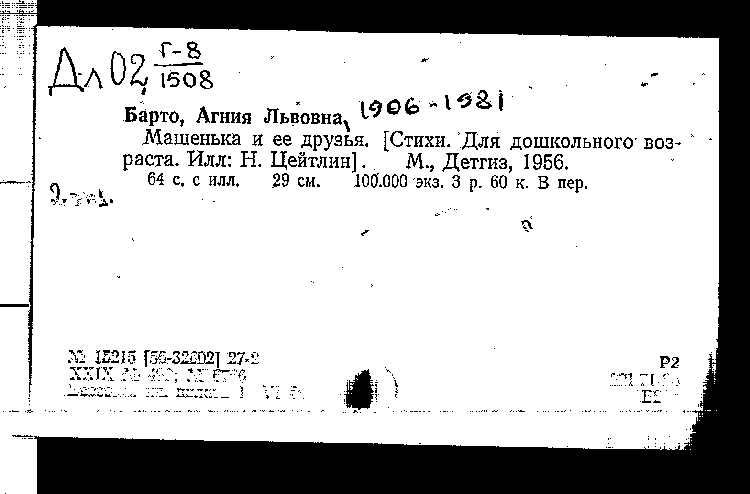 Дл 02 Г-8
1508
Барто, Агния Львовна, 1906-1981
Машенька и ее друзья. [Стихи. Для дошкольного воз-
раста. Илл: Н. Цейтлин]. М., Детгиз, 1956.
64 с. с илл. 29 см. 100.000 экз. 3 р. 60 к. В пер.
№ 15215 [56-32602] 27-2
XXIX №
Р2